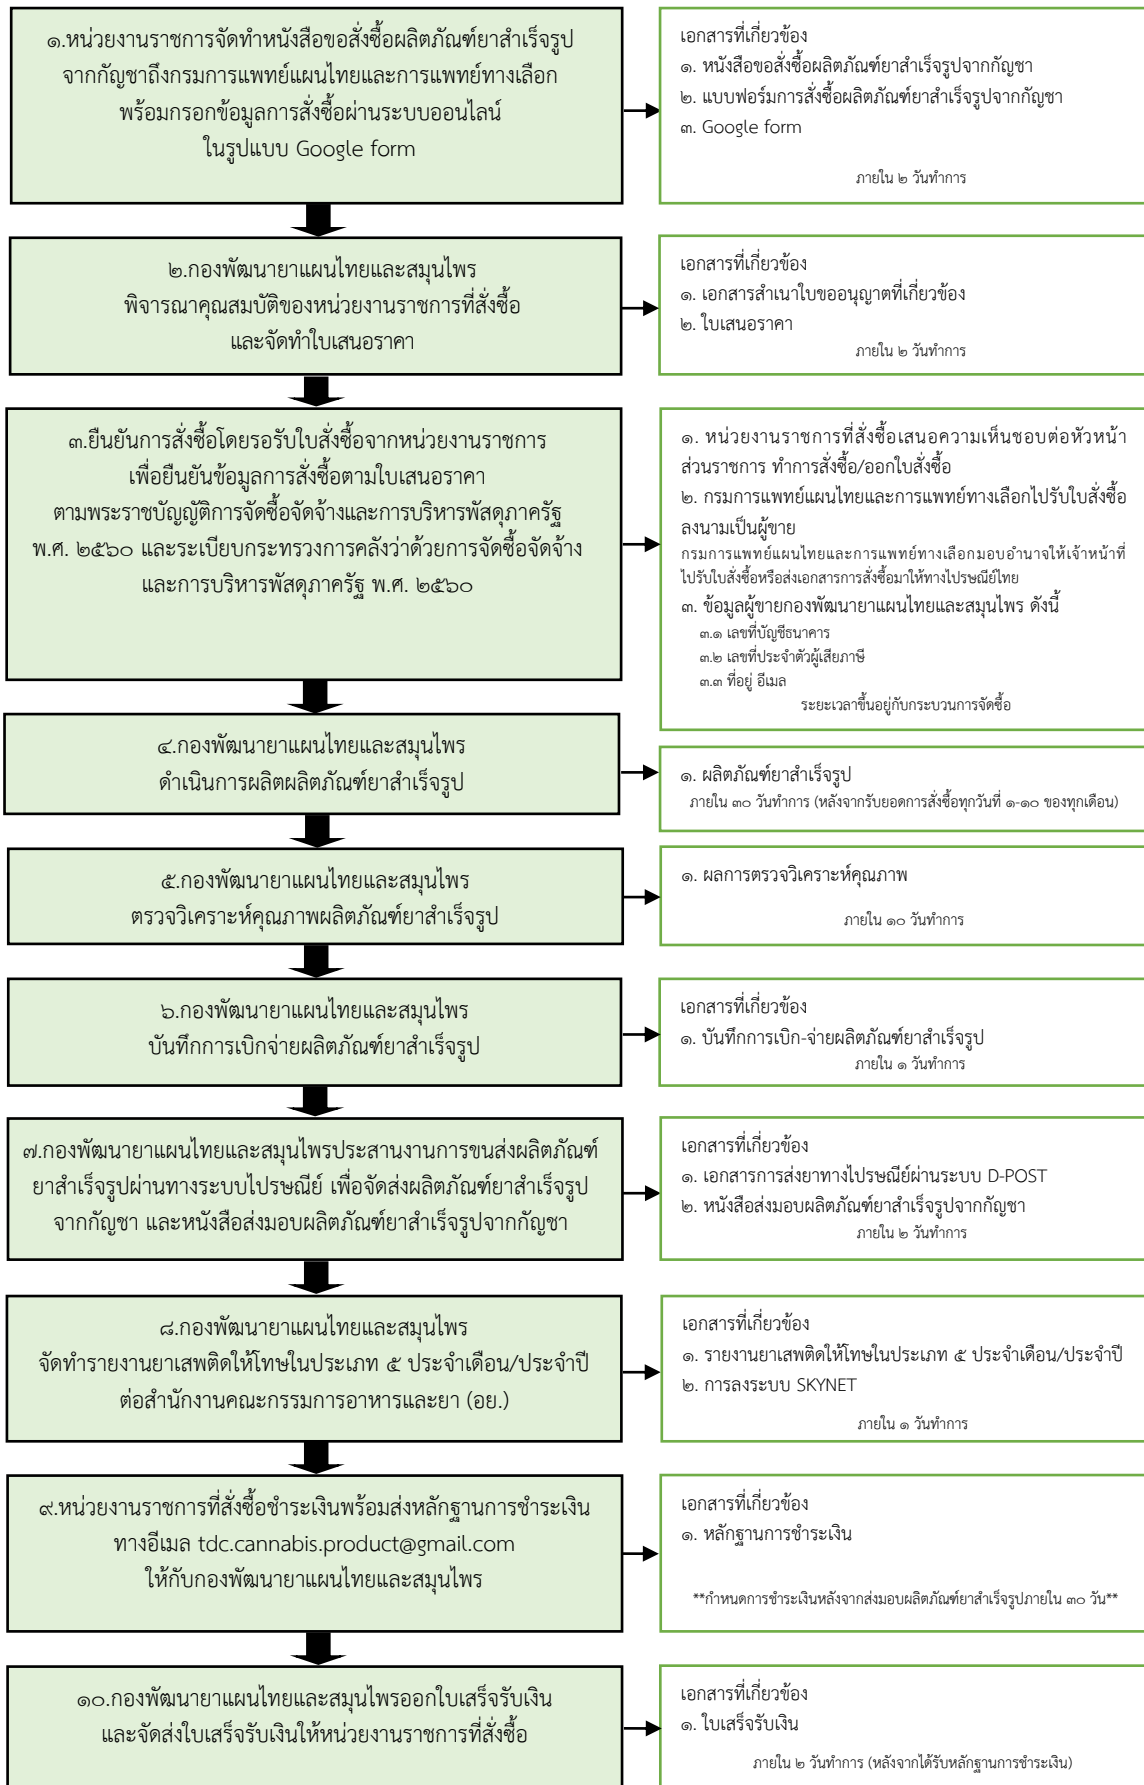 ๑.หน่วยงานราชการจัดทำหนังสือขอสั่งซื้อผลิตภัณฑ์ยาสำเร็จรูป
จากกัญชาถึงกรมการแพทย์แผนไทยและการแพทย์ทางเลือก
พร้อมกรอกข้อมูลการสั่งซื้อผ่านระบบออนไลน์
ในรูปแบบ Google form
เอกสารที่เกี่ยวข้อง
๑. หนังสือขอสั่งซื้อผลิตภัณฑ์ยาสำเร็จรูปจากกัญชา
๒. แบบฟอร์มการสั่งซื้อผลิตภัณฑ์ยาสำเร็จรูปจากกัญชา
๓. Google form
ภายใน ๒ วันทำการ
๒.กองพัฒนายาแผนไทยและสมุนไพร
พิจารณาคุณสมบัติของหน่วยงานราชการที่สั่งซื้อ
และจัดทำใบเสนอราคา
เอกสารที่เกี่ยวข้อง
๑. เอกสารสำเนาใบขออนุญาตที่เกี่ยวข้อง
๒. ใบเสนอราคา
ภายใน ๒ วันทำการ
๓.ยืนยันการสั่งซื้อโดยรอรับใบสั่งซื้อจากหน่วยงานราชการ
เพื่อยืนยันข้อมูลการสั่งซื้อตามใบเสนอราคา
ตามพระราชบัญญัติการจัดซื้อจัดจ้างและการบริหารพัสดุภาครัฐ
พ.ศ. ๒๕๖๐ และระเบียบกระทรวงการคลังว่าด้วยการจัดซื้อจัดจ้าง
และการบริหารพัสดุภาครัฐ พ.ศ. ๒๕๖๐
๑. หน่วยงานราชการที่สั่งซื้อเสนอความเห็นชอบต่อหัวหน้า
ส่วนราชการ ทำการสั่งซื้อ/ออกใบสั่งซื้อ
๒. กรมการแพทย์แผนไทยและการแพทย์ทางเลือกไปรับใบสั่งซื้อ
ลงนามเป็นผู้ขาย
กรมการแพทย์แผนไทยและการแพทย์ทางเลือกมอบอำนาจให้เจ้าหน้าที่
ไปรับใบสั่งซื้อหรือส่งเอกสารการสั่งซื้อมาให้ทางไปรษณีย์ไทย
๓. ข้อมูลผู้ขายกองพัฒนายาแผนไทยและสมุนไพร ดังนี้
๓.๑ เลขที่บัญชีธนาคาร
๓.๒ เลขที่ประจำตัวผู้เสียภาษี
๓.๓ ที่อยู่ อีเมล
ระยะเวลาขึ้นอยู่กับกระบวนการจัดซื้อ
๔.กองพัฒนายาแผนไทยและสมุนไพร
ดำเนินการผลิตผลิตภัณฑ์ยาสำเร็จรูป
๑. ผลิตภัณฑ์ยาสำเร็จรูป
ภายใน ๓๐ วันทำการ (หลังจากรับยอดการสั่งซื้อทุกวันที่ ๑-๑๐ ของทุกเดือน)
๕.กองพัฒนายาแผนไทยและสมุนไพร
ตรวจวิเคราะห์คุณภาพผลิตภัณฑ์ยาสำเร็จรูป
๑. ผลการตรวจวิเคราะห์คุณภาพ
ภายใน ๑๐ วันทำการ
๖.กองพัฒนายาแผนไทยและสมุนไพร
บันทึกการเบิกจ่ายผลิตภัณฑ์ยาสำเร็จรูป
เอกสารที่เกี่ยวข้อง
๑. บันทึกการเบิก-จ่ายผลิตภัณฑ์ยาสำเร็จรูป
ภายใน ๑ วันทำการ
๗.กองพัฒนายาแผนไทยและสมุนไพรประสานงานการขนส่งผลิตภัณฑ์
ยาสำเร็จรูปผ่านทางระบบไปรษณีย์ เพื่อจัดส่งผลิตภัณฑ์ยาสำเร็จรูป
จากกัญชา และหนังสือส่งมอบผลิตภัณฑ์ยาสำเร็จรูปจากกัญชา
เอกสารที่เกี่ยวข้อง
๑. เอกสารการส่งยาทางไปรษณีย์ผ่านระบบ D-POST
๒. หนังสือส่งมอบผลิตภัณฑ์ยาสำเร็จรูปจากกัญชา
ภายใน ๒ วันทำการ
๘.กองพัฒนายาแผนไทยและสมุนไพร
จัดทำรายงานยาเสพติดให้โทษในประเภท ๕ ประจำเดือน/ประจำปี
ต่อสำนักงานคณะกรรมการอาหารและยา (อย.)
เอกสารที่เกี่ยวข้อง
๑. รายงานยาเสพติดให้โทษในประเภท ๕ ประจำเดือน/ประจำปี
๒. การลงระบบ SKYNET
ภายใน ๑ วันทำการ
๙.หน่วยงานราชการที่สั่งซื้อชำระเงินพร้อมส่งหลักฐานการชำระเงิน
ทางอีเมล tdc.cannabis.product@gmail.com
ให้กับกองพัฒนายาแผนไทยและสมุนไพร
เอกสารที่เกี่ยวข้อง
๑. หลักฐานการชำระเงิน
**กำหนดการชำระเงินหลังจากส่งมอบผลิตภัณฑ์ยาสำเร็จรูปภายใน ๓๐ วัน**
๑๐.กองพัฒนายาแผนไทยและสมุนไพรออกใบเสร็จรับเงิน
และจัดส่งใบเสร็จรับเงินให้หน่วยงานราชการที่สั่งซื้อ
เอกสารที่เกี่ยวข้อง
๑. ใบเสร็จรับเงิน
ภายใน ๒ วันทำการ (หลังจากได้รับหลักฐานการชำระเงิน)